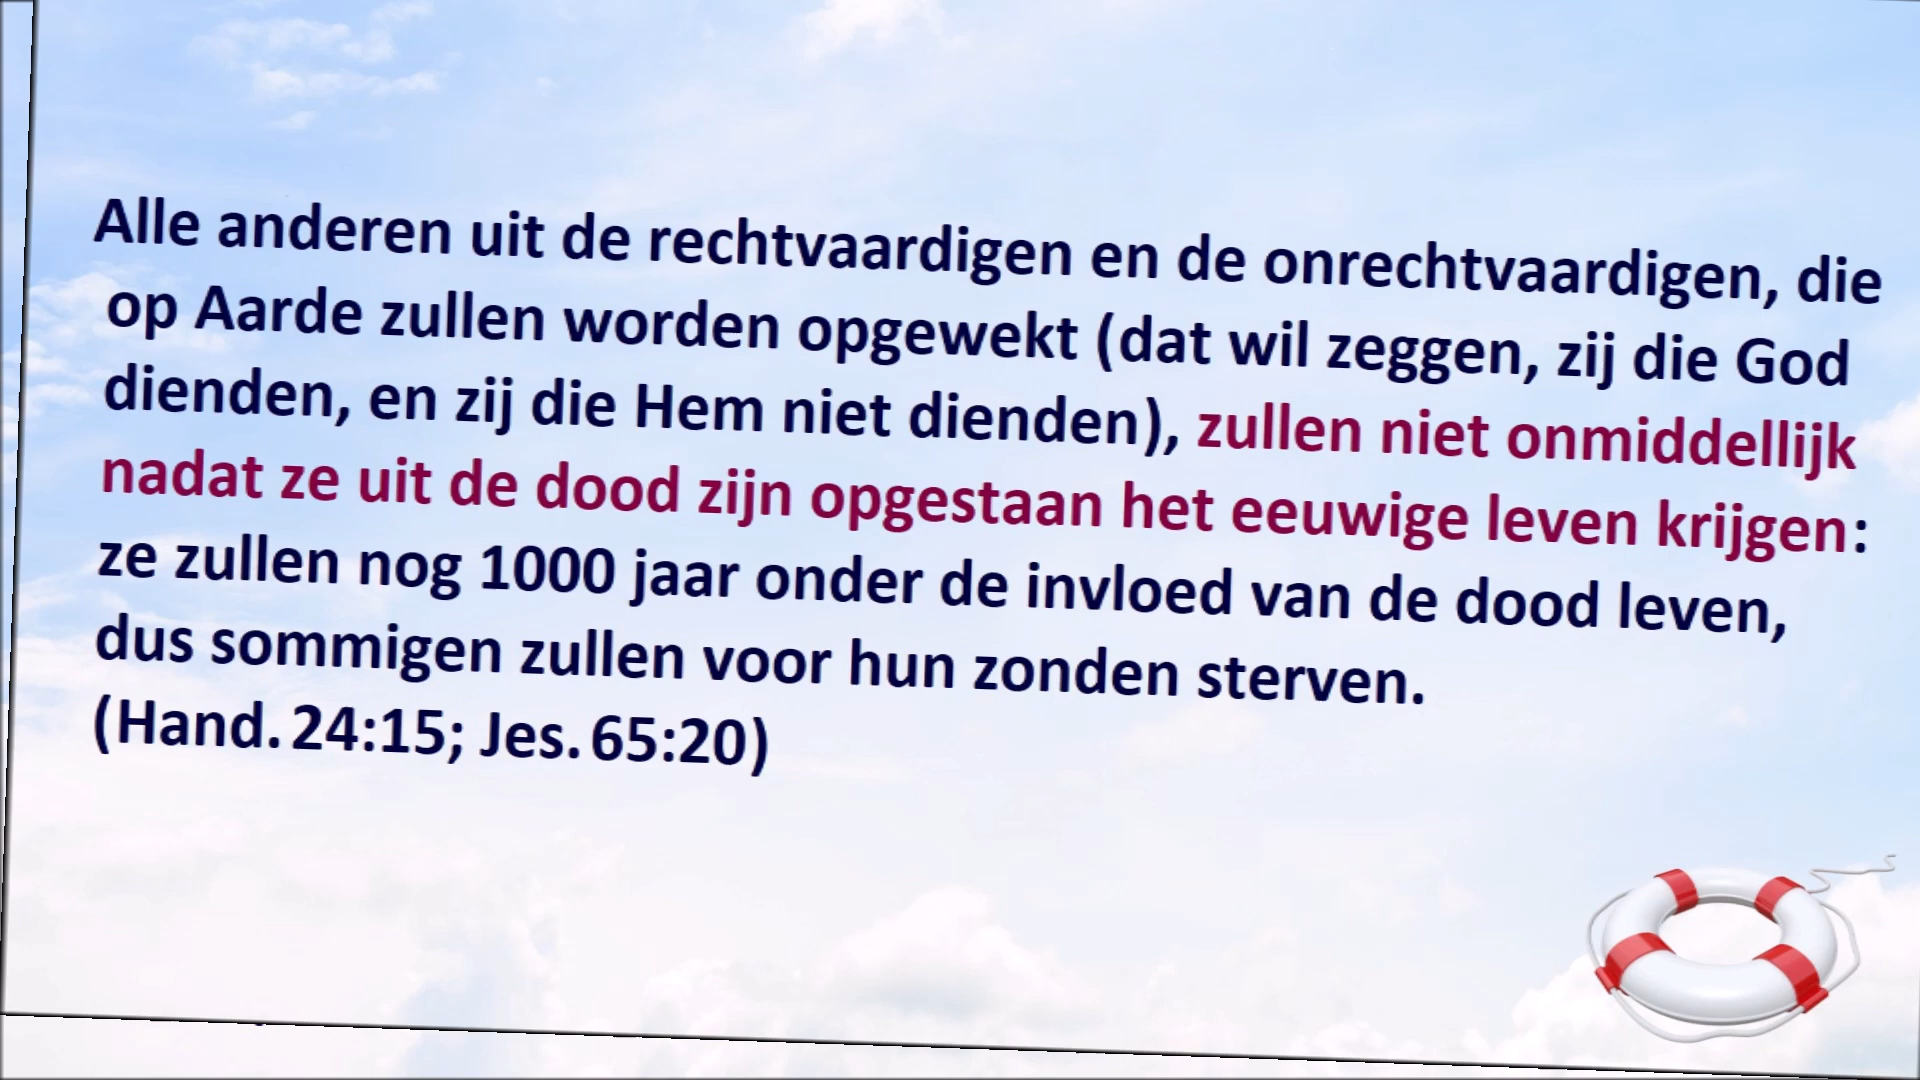 Alle anderen uit de rechtvaardigen en de onrechtvaardigen, die
op Aarde zullen worden opgewekt (dat wil zeggen, zij die God
dienden, en zij die Hem niet dienden), zullen niet onmiddellijk
nadat ze uit de dood zijn opgestaan het eeuwige leven krijgen:
ze zullen nog 1000 jaar onder de invloed van de dood leven,
dus sommigen zullen voor hun zonden sterven.
(Hand. 24:15; Jes. 65:20)